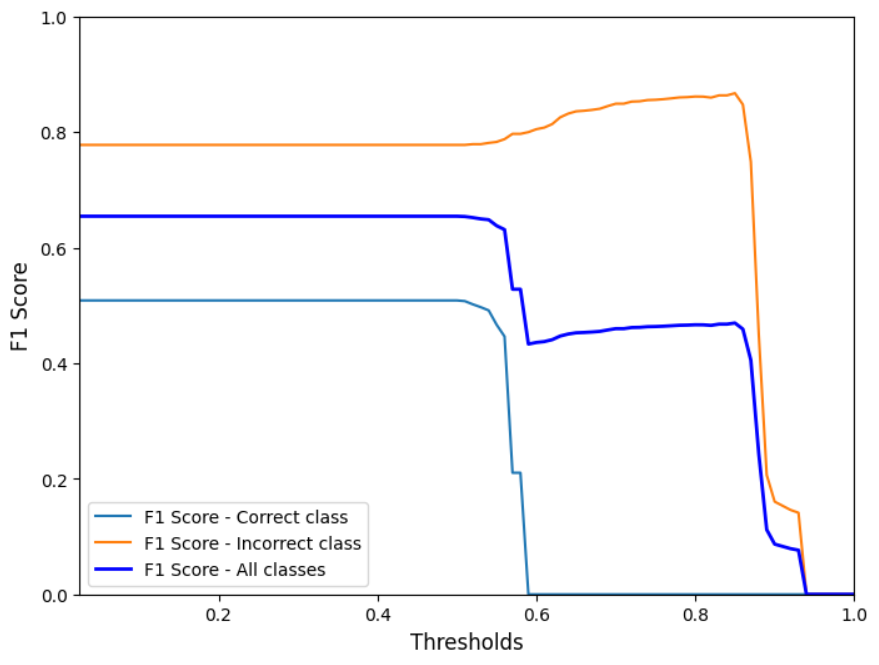 1.0
0.8
0.6
0.4
0.2
0.0
F1 Score
F1 Score - Correct class
F1 Score - Incorrect class
F1 Score - All classes
0.2
0.4
0.6
0.8
1.0
Thresholds